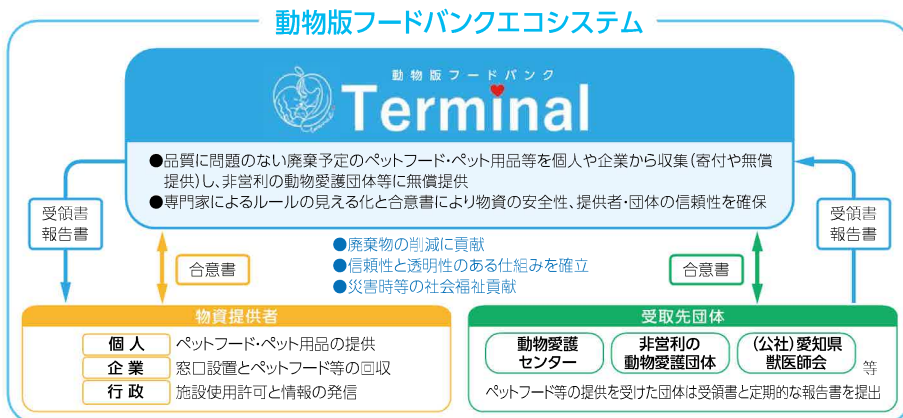 動物版フードバンクエコシステム
動物版フードバンク
Terminal
●品質に問題のない廃棄予定のペットフード・ペット用品等を個人や企業から収集(寄付や無償
提供)し、非営利の動物愛護団体等に無償提供
●専門家によるルールの見える化と合意書により物資の安全性、提供者・団体の信頼性を確保
受領書
報告書
合意書
●廃棄物の削減に貢献
●信頼性と透明性のある仕組みを確立
●災害時等の社会福祉貢献
合意書
受領書
報告書
物資提供者
個人 ペットフード・ペット用品の提供
企業 窓口設置とペットフード等の回収
行政 施設使用許可と情報の発信
受取先団体
動物愛護
センター
非営利の
動物愛護団体
(公社)愛知県
獣医師会
等
ペットフード等の提供を受けた団体は受領書と定期的な報告書を提出